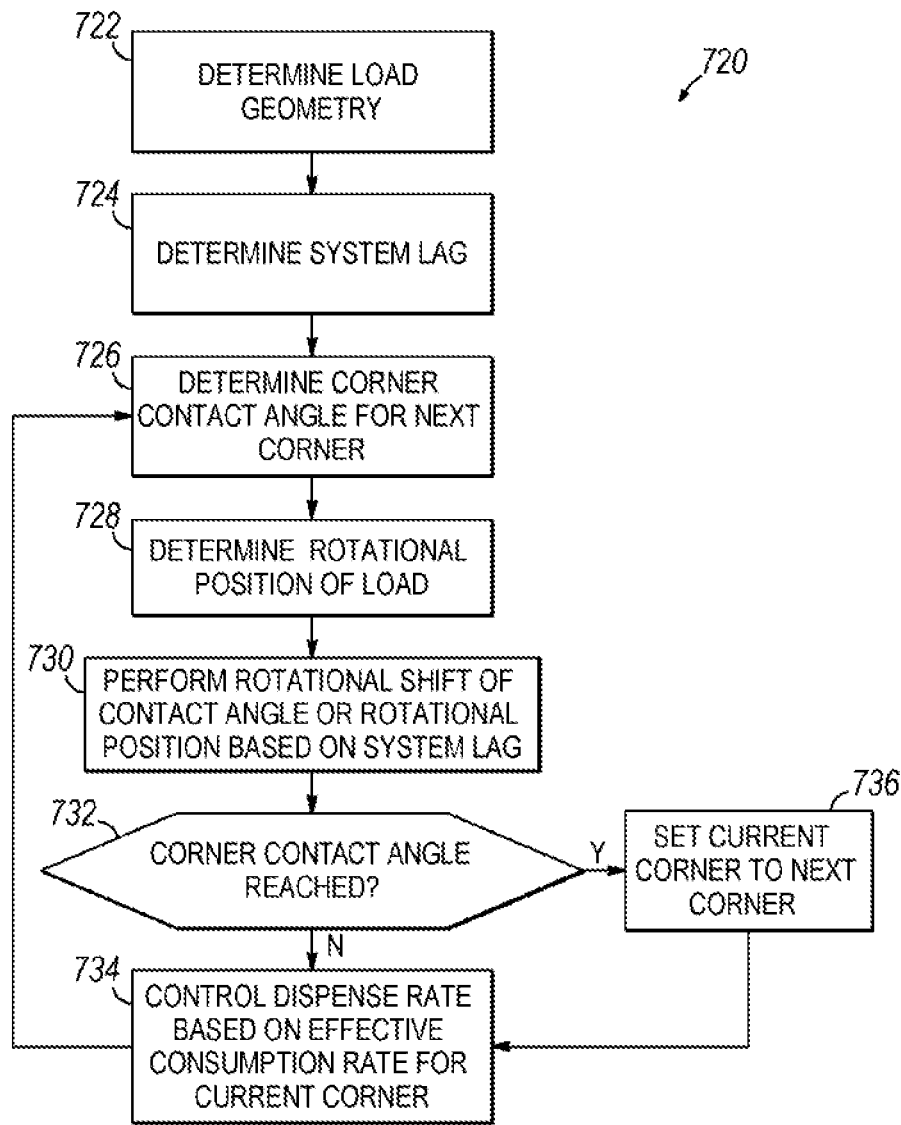 722
DETERMINE LOAD
GEOMETRY
720
724
DETERMINE SYSTEM LAG
726
DETERMINE CORNER
CONTACT ANGLE FOR NEXT
CORNER
728
DETERMINE ROTATIONAL
POSITION OF LOAD
730
PERFORM ROTATIONAL SHIFT OF
CONTACT ANGLE OR ROTATIONAL
POSITION BASED ON SYSTEM LAG
732
CORNER CONTACT ANGLE
REACHED?
Y
736
SET CURRENT
CORNER TO NEXT
CORNER
N
734
CONTROL DISPENSE RATE
BASED ON EFFECTIVE
CONSUMPTION RATE FOR
CURRENT CORNER